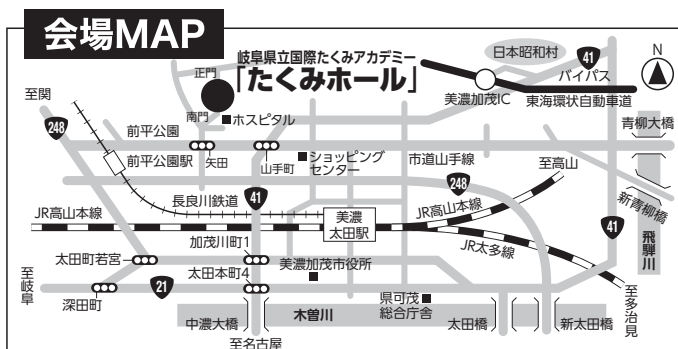 会場MAP
岐阜県立国際たくみアカデミー
「たくみホール」
日本昭和村
41
バイパス
N
正門
至関
南門
ホスピタル
美濃加茂IC
東海環状自動車道
248
前平公園
青柳大橋
前平公園駅
矢田
山手町
ショッピング
センター
市道山手線
至高山
248
長良川鉄道
41
新青柳橋
JR高山本線
美濃
太田駅
JR高山本線
41
飛騨川
加茂川町1
JR太多線
太田町若宮
太田本町4
美濃加茂市役所
至岐阜
21
深田町
県可茂
総合庁舎
至多治見
中濃大橋
木曽川
太田橋
新太田橋
至名古屋